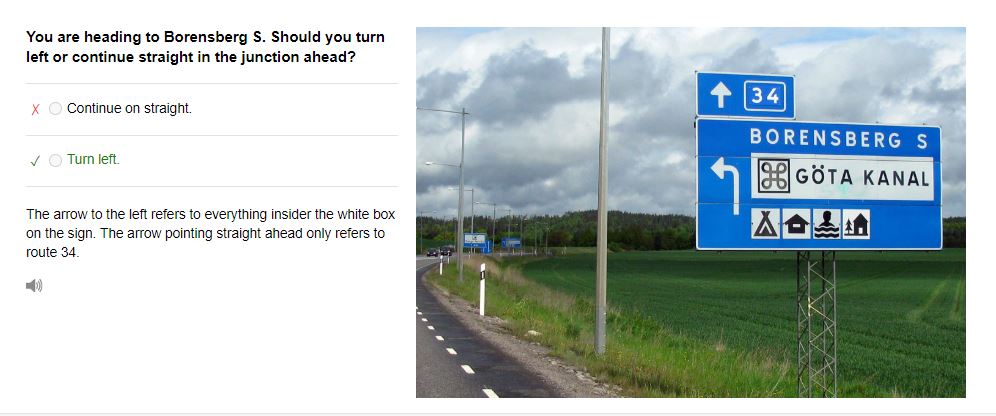 You are heading to Borensberg S. Should you turn
left or continue straight in the junction ahead?
Continue on straight.
Turn left.
The arrow to the left refers to everything insider the white box
on the sign. The arrow pointing straight ahead only refers to
route 34.
34
BORENSBERG S
GÖTA KANAL